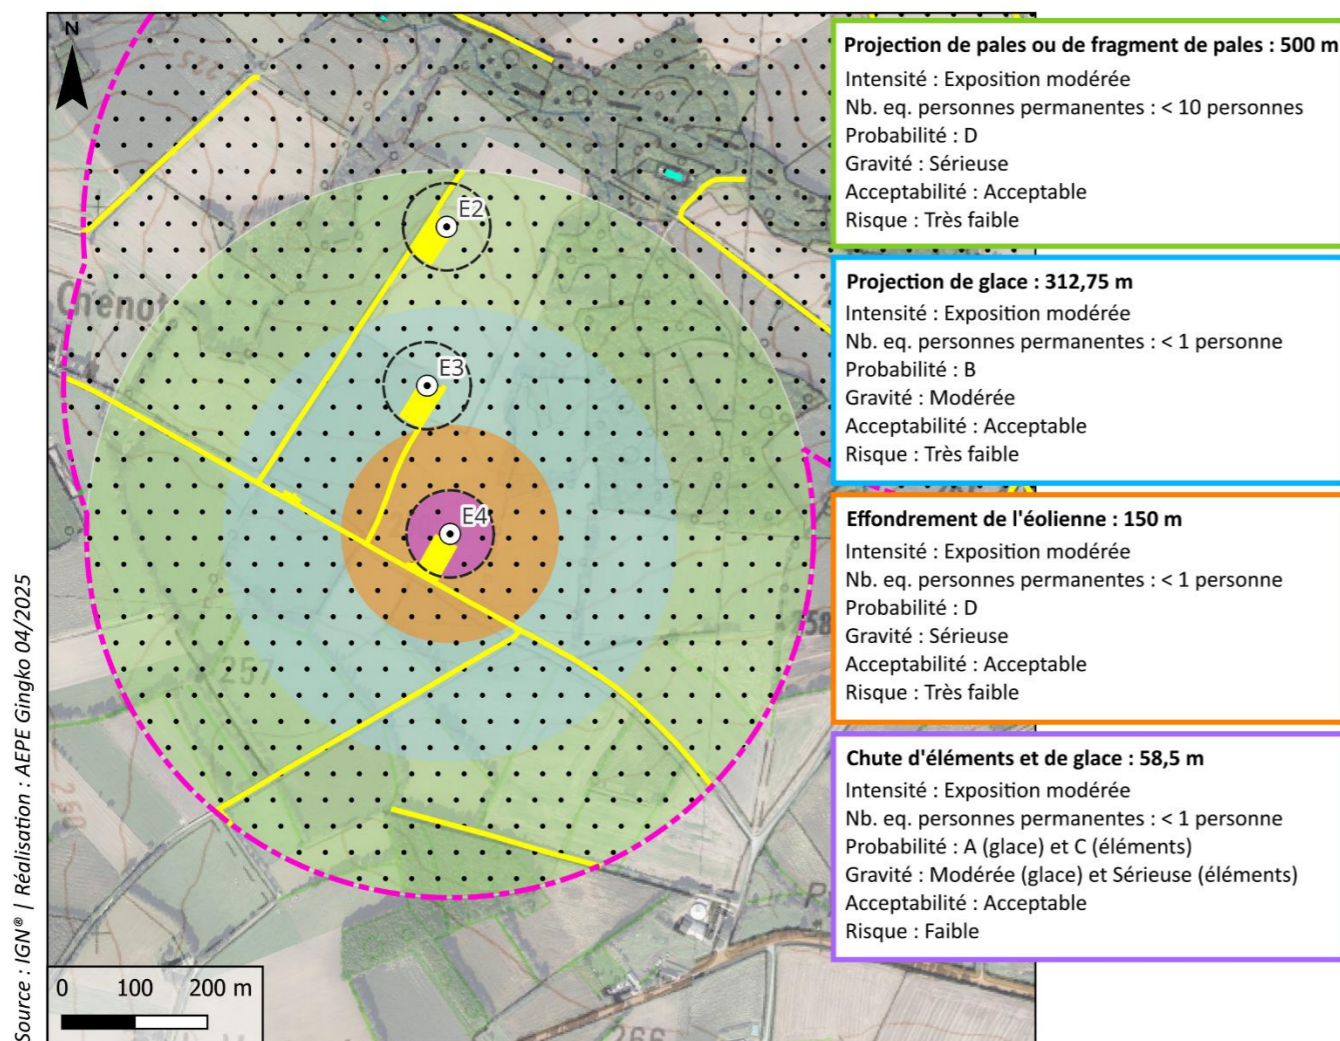 N
225
Chenot
E2
E3
E4
257
258
250
266
0 100 200 m
Source : IGN® | Réalisation : AEPE Gingko 04/2025
Projection de pales ou de fragment de pales : 500 m
Intensité : Exposition modérée
Nb. eq. personnes permanentes : < 10 personnes
Probabilité : D
Gravité : Sérieuse
Acceptabilité : Acceptable
Risque : Très faible
Projection de glace : 312,75 m
Intensité : Exposition modérée
Nb. eq. personnes permanentes : < 1 personne
Probabilité : B
Gravité : Modérée
Acceptabilité : Acceptable
Risque : Très faible
Effondrement de l'éolienne : 150 m
Intensité : Exposition modérée
Nb. eq. personnes permanentes : < 1 personne
Probabilité : D
Gravité : Sérieuse
Acceptabilité : Acceptable
Risque : Très faible
Chute d'éléments et de glace : 58,5 m
Intensité : Exposition modérée
Nb. eq. personnes permanentes : < 1 personne
Probabilité : A (glace) et C (éléments)
Gravité : Modérée (glace) et Sérieuse (éléments)
Acceptabilité : Acceptable
Risque : Faible